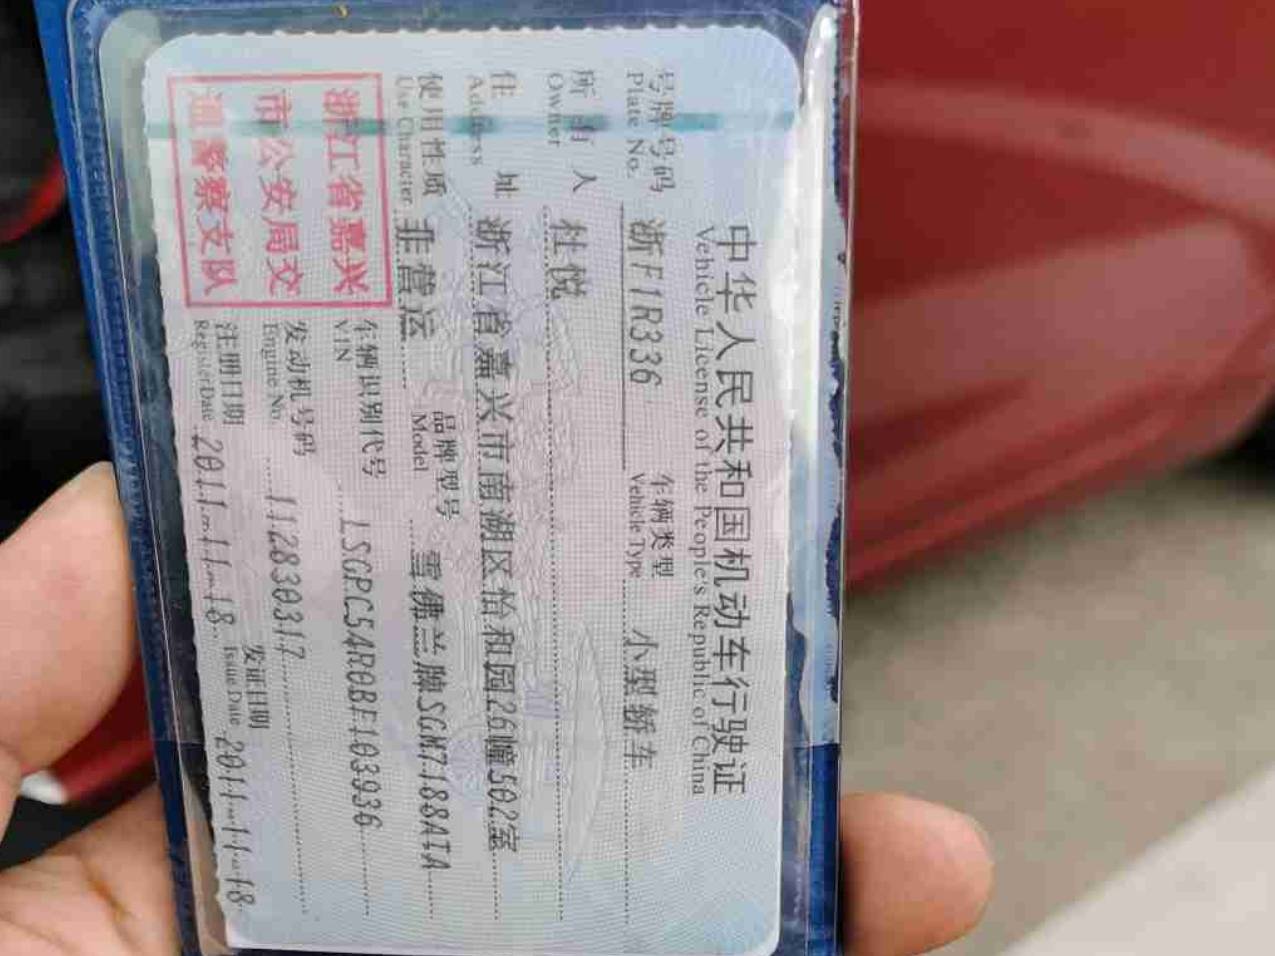 中华人民共和国机动车行驶证
Vehicle License of the People's Republic of China
号牌号码 浙F1R336 车辆类型 小型轿车
Plate No. Vehicle Type
所有人 杜悦
Owner
住址 浙江省嘉兴市南湖区怡和园26幢502室
Address
使用性质 非营运 品牌型号 雪佛兰牌SGM7188ATA
Use Character Model
浙江省嘉兴
市公安局交
通警察支队
车辆识别代号 LSGPC54R0BF103936
VIN
发动机号码 112830317
Engine No.
注册日期 2011-11-18 发证日期 2011-11-18
Register Date Issue Date